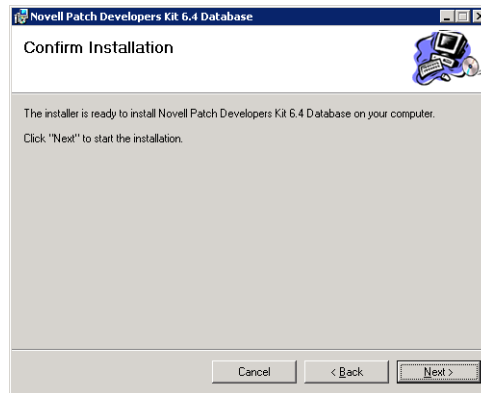 Novell Patch Developers Kit 6.4 Database
Confirm Installation
The installer is ready to install Novell Patch Developers Kit 6.4 Database on your computer.
Click "Next" to start the installation.
Cancel
< Back
Next >